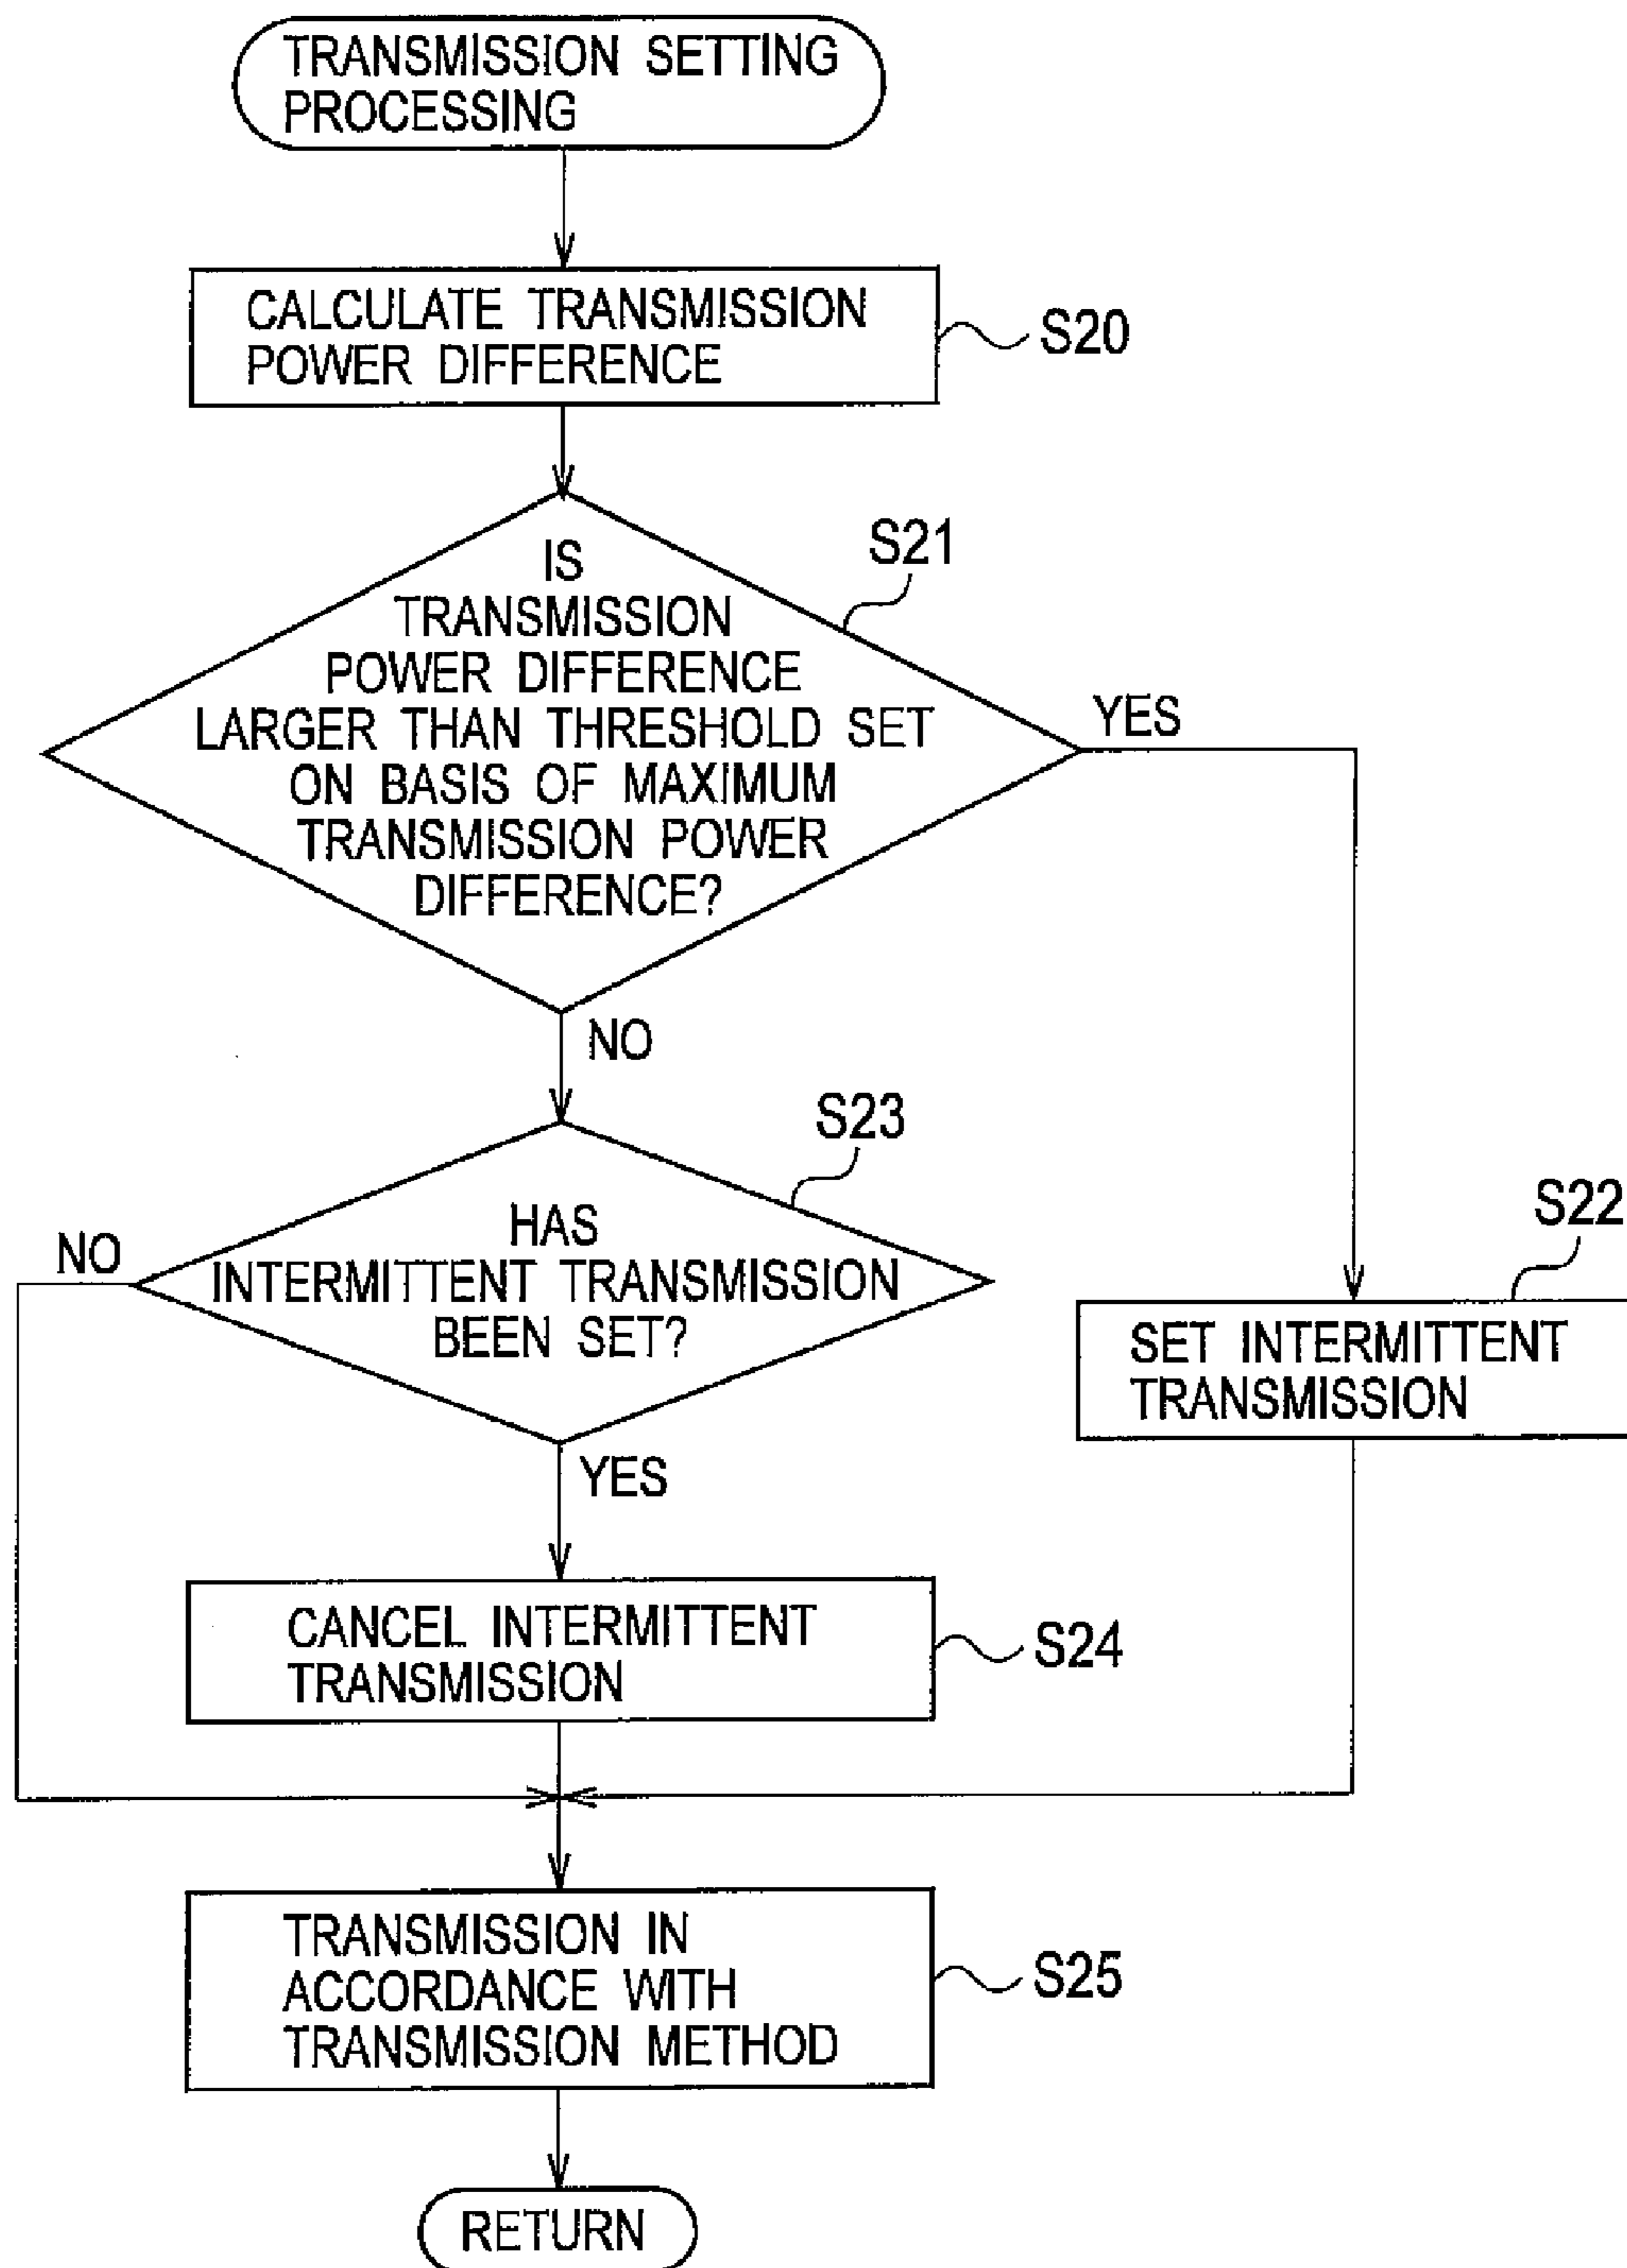 TRANSMISSION SETTING
PROCESSING
CALCULATE TRANSMISSION
POWER DIFFERENCE
S20
S21
IS
TRANSMISSION
POWER DIFFERENCE
LARGER THAN THRESHOLD SET
ON BASIS OF MAXIMUM
TRANSMISSION POWER
DIFFERENCE?
YES
NO
S23
HAS
INTERMITTENT TRANSMISSION
BEEN SET?
NO
S22
SET INTERMITTENT
TRANSMISSION
YES
CANCEL INTERMITTENT
TRANSMISSION
S24
TRANSMISSION IN
ACCORDANCE WITH
TRANSMISSION METHOD
S25
RETURN